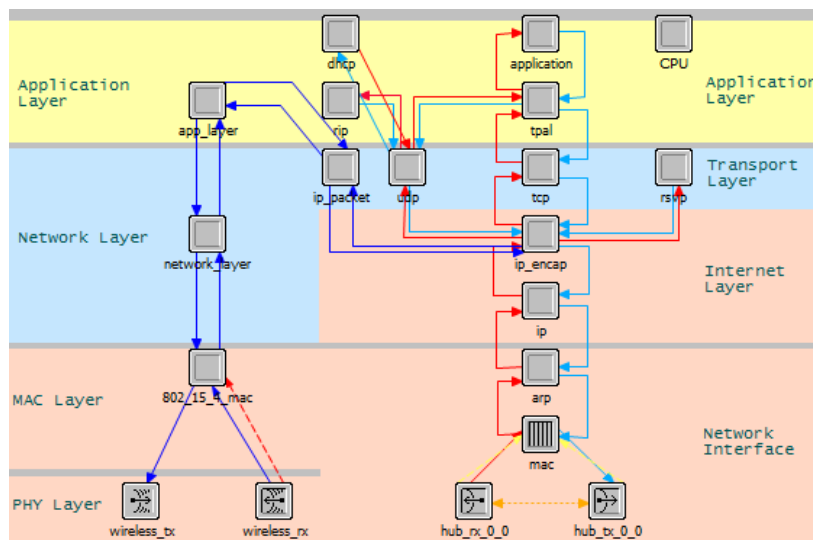 dhcp
application
CPU
Application
Layer
Application
Layer
app_layer
rip
tpal
Transport
Layer
ip_packet
udp
tcp
rsvp
Network Layer
network_layer
ip_encap
Internet
Layer
ip
802_15_4_mac
arp
MAC Layer
Network
Interface
mac
PHY Layer
wireless_tx
wireless_rx
hub_rx_0_0
hub_tx_0_0